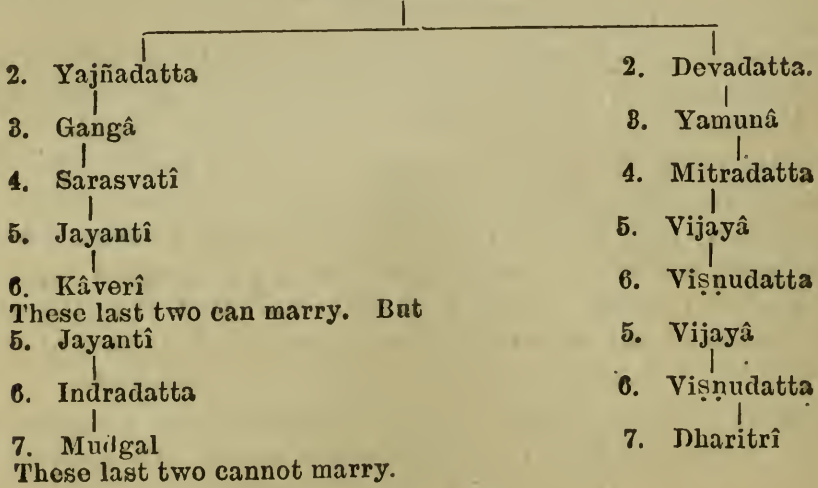 2. Yajñadatta 2. Devadatta.
3. Gangâ 3. Yamunâ
4. Sarasvatî 4. Mitradatta
5. Jayantî 5. Vijayâ
6. Kâverî 6. Viṣṇudatta
These last two can marry. But
5. Jayantî 5. Vijayâ
6. Indradatta 6. Viṣṇudatta
7. Mudgal 7. Dharitrî
These last two cannot marry.